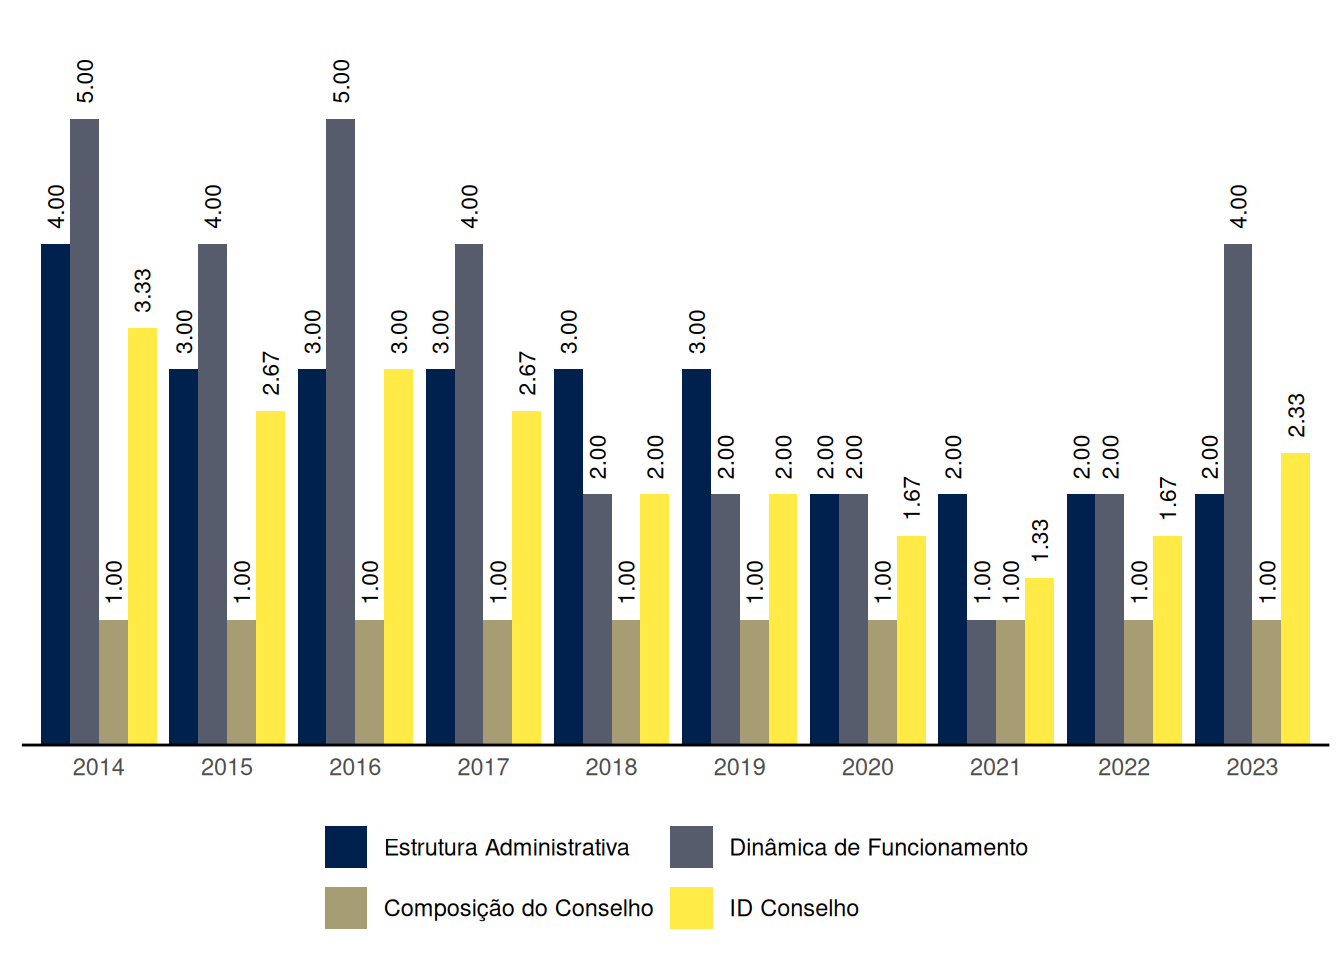 5.00 5.00
4.00 4.00 4.00 4.00
3.33 3.00 3.00 3.00 3.00 3.00 3.00
2.67 2.67 2.33
2.00 2.00 2.00 2.00 2.00 2.00 2.00 2.00 2.00 2.00
1.67 1.67
1.33
1.00 1.00 1.00 1.00 1.00 1.00 1.00 1.00 1.00 1.00 1.00
2014 2015 2016 2017 2018 2019 2020 2021 2022 2023
Estrutura Administrativa Dinâmica de Funcionamento
Composição do Conselho ID Conselho